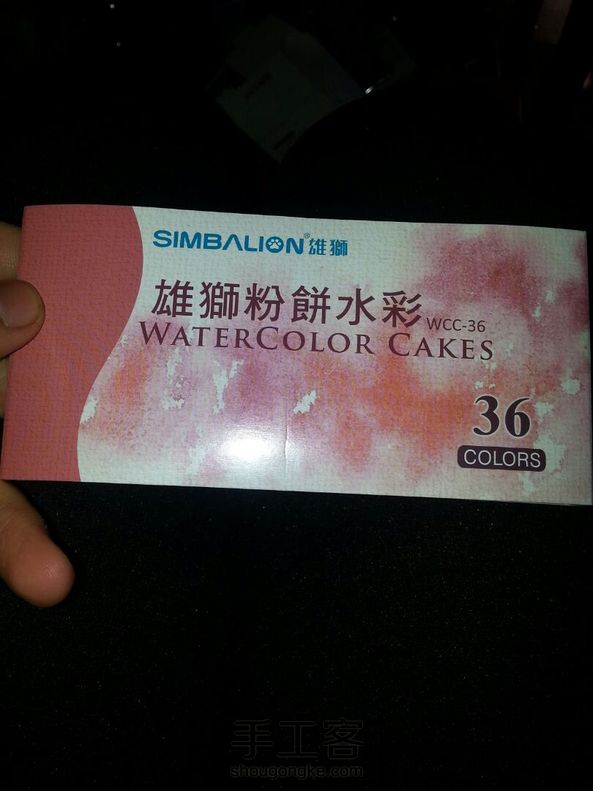 SIMBALION®雄獅
雄獅粉餅水彩 WCC-36
WATERCOLOR CAKES
36
COLORS
手工客
shougongke.com